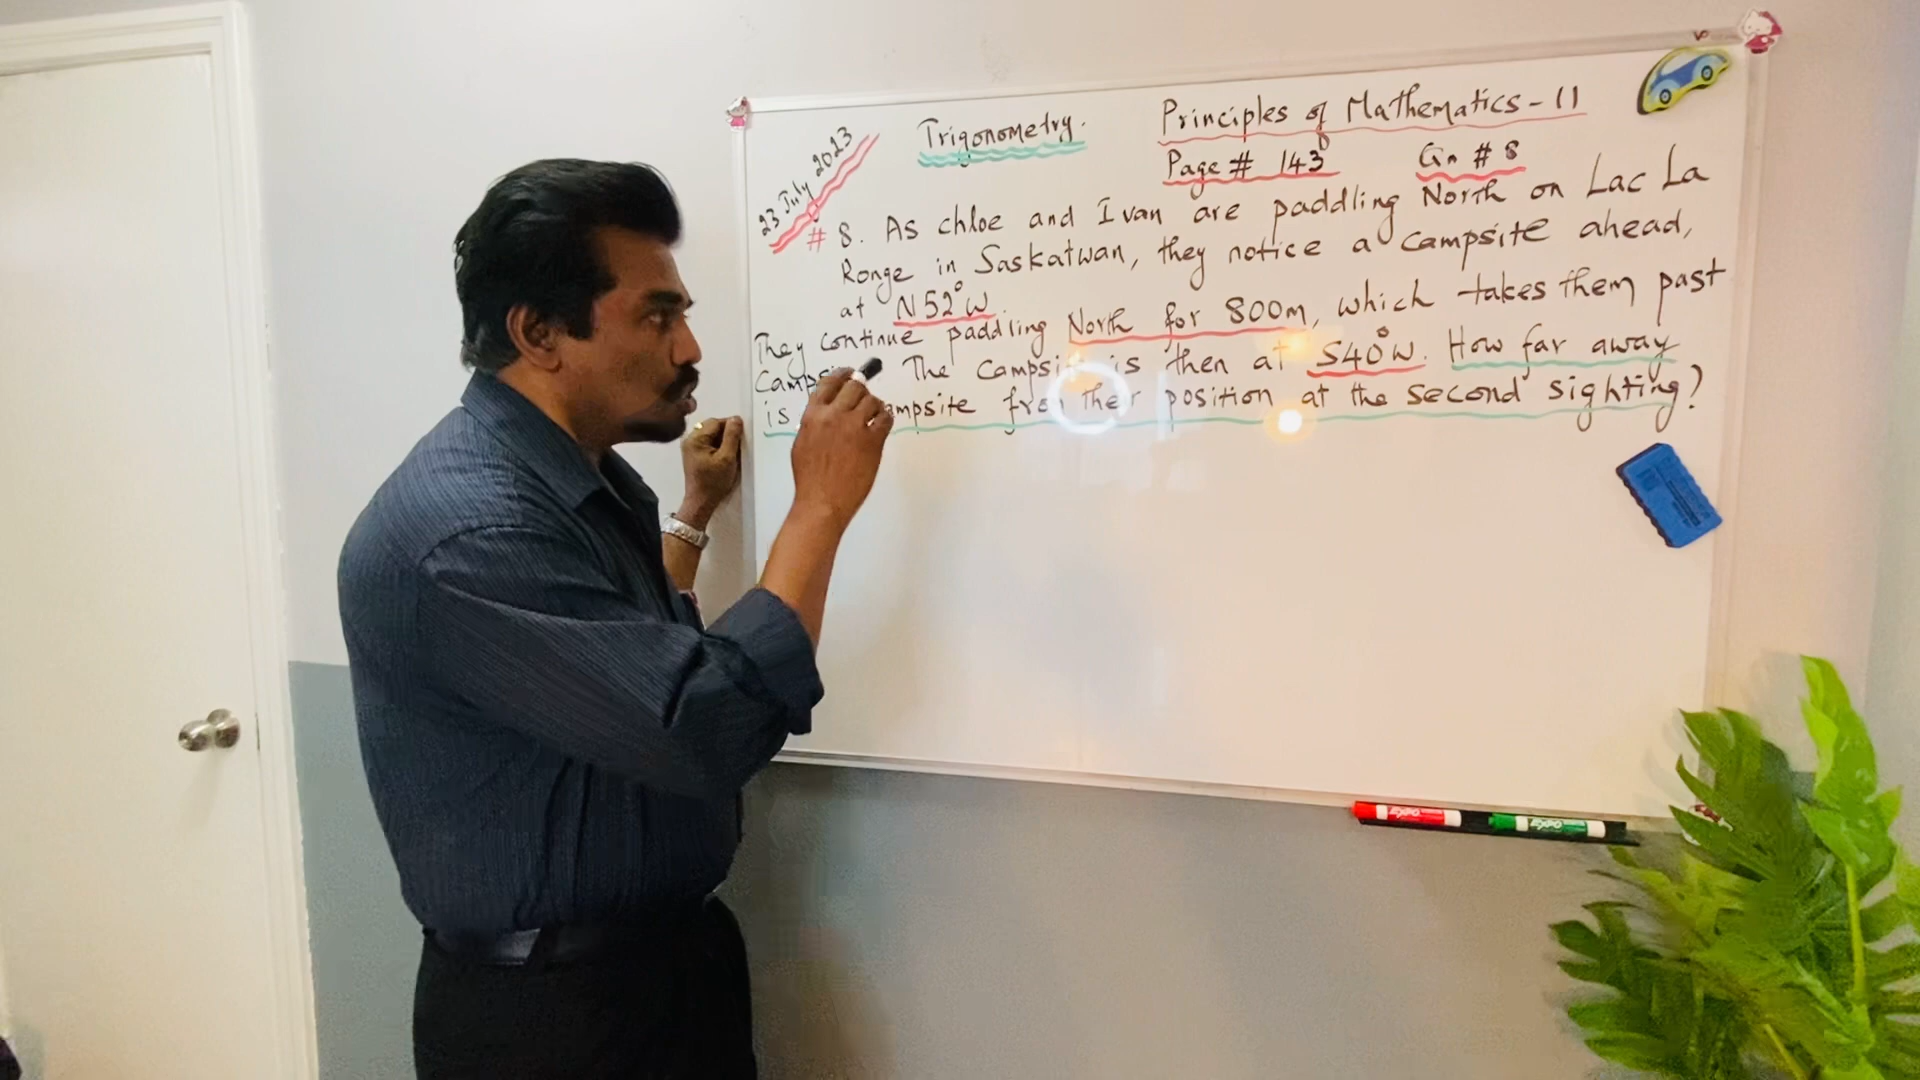 23 July 2023
Trigonometry.
Principles of Mathematics - 11
Page # 143 Qn # 8
# 8. As chloe and Ivan are paddling North on Lac La
Ronge in Saskatwan, they notice a campsite ahead,
at N52°W.
They continue paddling North for 800m, which takes them past
The campsite is then at S40°W. How far away
is campsite from their position at the second sighting?
EXPO
EXPO